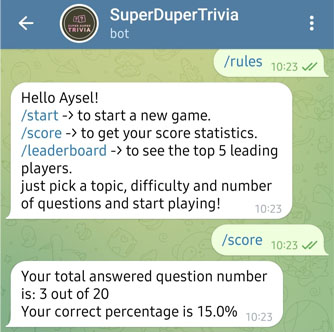 SuperDuperTrivia
bot
SUPER DUPER
TRIVIA
/rules
10:23
Hello Aysel!
/start -> to start a new game.
/score -> to get your score statistics.
/leaderboard -> to see the top 5 leading
players.
just pick a topic, difficulty and number
of questions and start playing!
10:23
/score
10:23
Your total answered question number
is: 3 out of 20
Your correct percentage is 15.0% 10:23